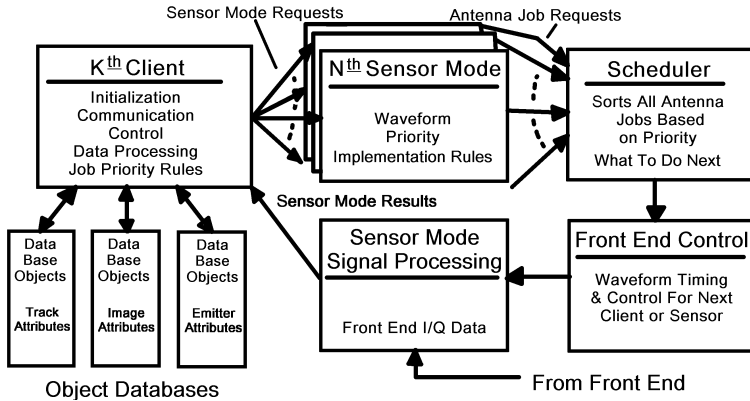 Sensor Mode Requests
Antenna Job Requests
Kth Client
Initialization
Communication
Control
Data Processing
Job Priority Rules
Nth Sensor Mode
Waveform
Priority
Implementation Rules
Scheduler
Sorts All Antenna
Jobs Based
on Priority
What To Do Next
Sensor Mode Results
Data
Base
Objects
Track
Attributes
Data
Base
Objects
Image
Attributes
Data
Base
Objects
Emitter
Attributes
Sensor Mode
Signal Processing
Front End I/Q Data
Front End Control
Waveform Timing
& Control For Next
Client or Sensor
Object Databases
From Front End